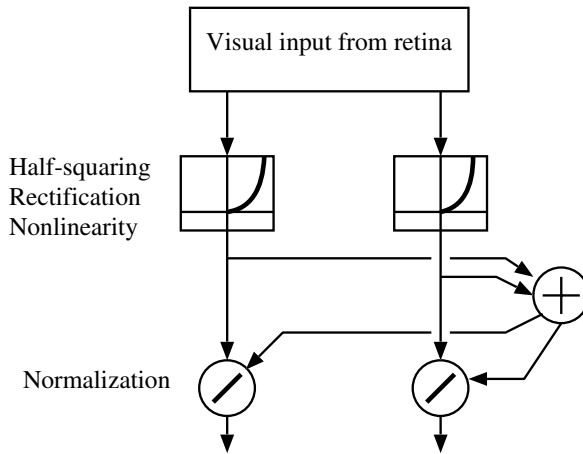 Visual input from retina
Half-squaring
Rectification
Nonlinearity
Normalization